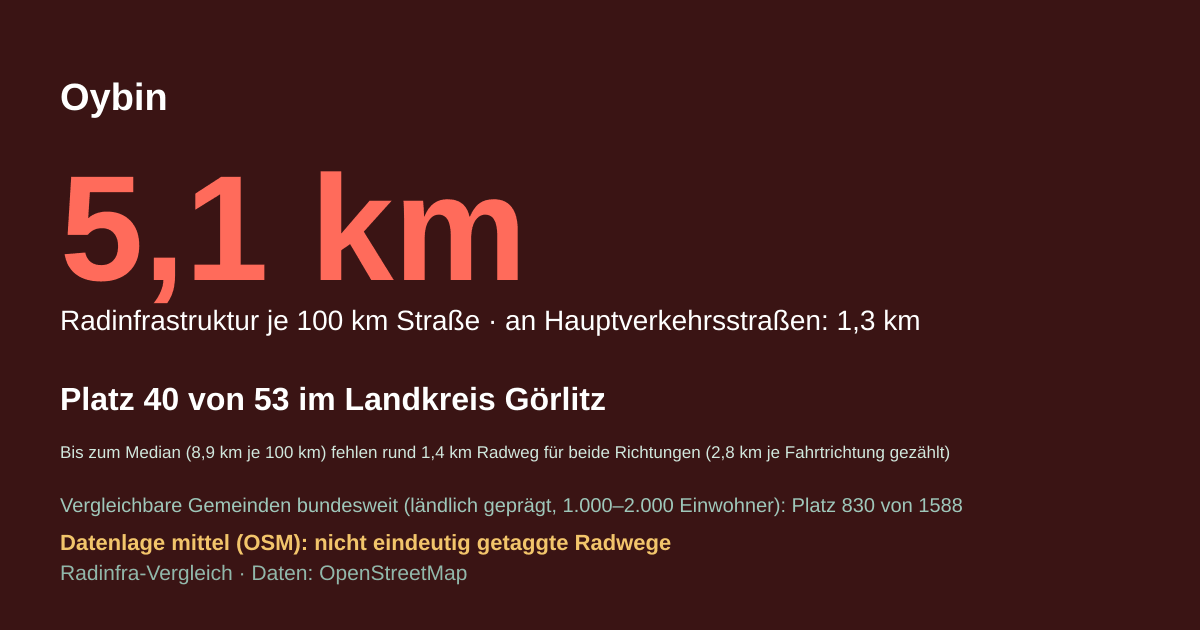 Oybin
5,1 km
Radinfrastruktur je 100 km Straße · an Hauptverkehrsstraßen: 1,3 km
Platz 40 von 53 im Landkreis Görlitz
Bis zum Median (8,9 km je 100 km) fehlen rund 1,4 km Radweg für beide Richtungen (2,8 km je Fahrtrichtung gezählt)
Vergleichbare Gemeinden bundesweit (ländlich geprägt, 1.000–2.000 Einwohner): Platz 830 von 1588
Datenlage mittel (OSM): nicht eindeutig getaggte Radwege
Radinfra-Vergleich · Daten: OpenStreetMap